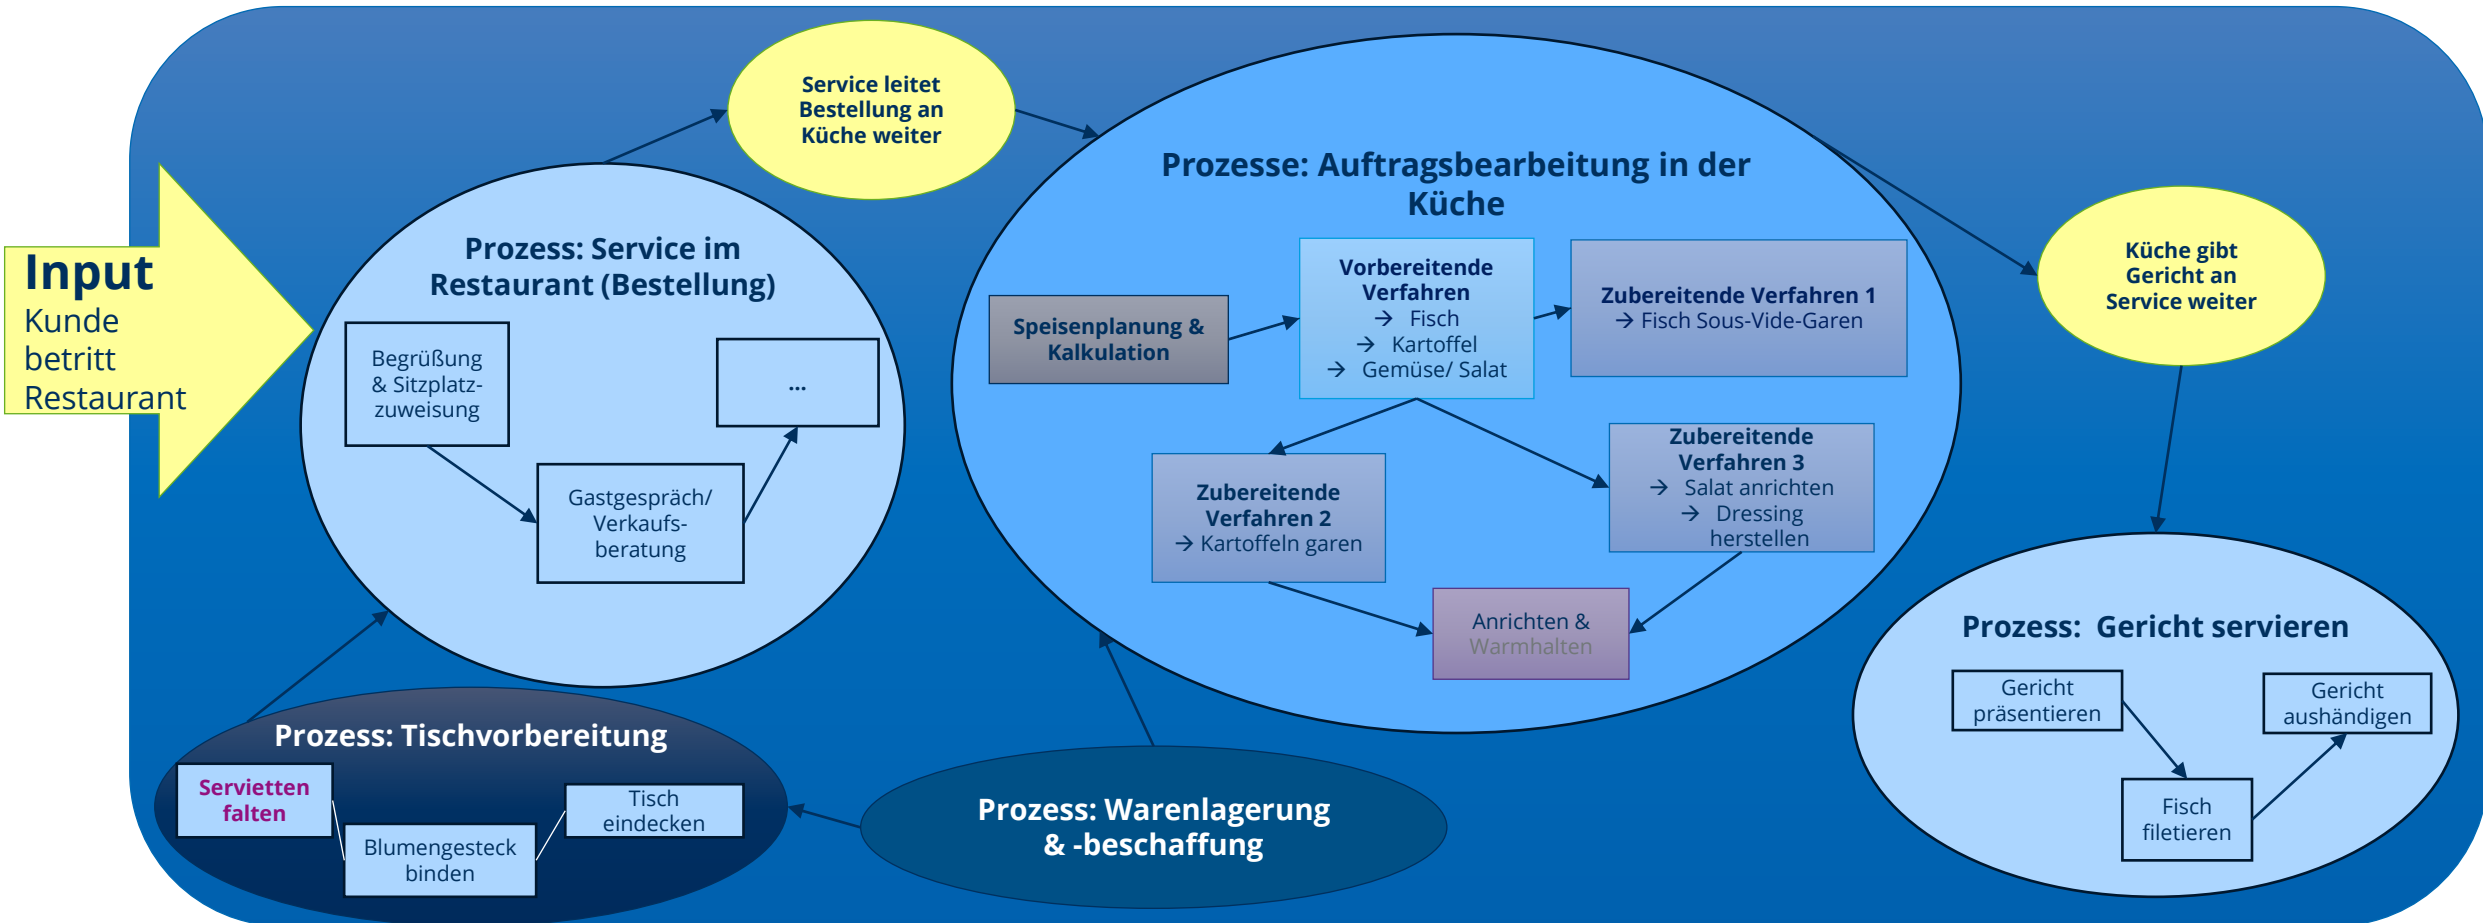 Input
Kunde
betritt
Restaurant
Prozess: Service im
Restaurant (Bestellung)
Begrüßung
& Sitzplatz-
zuweisung
Gastgespräch/
Verkaufs-
beratung
...
Service leitet
Bestellung an
Küche weiter
Prozesse: Auftragsbearbeitung in der
Küche
Speisenplanung &
Kalkulation
Vorbereitende
Verfahren
→ Fisch
→ Kartoffel
→ Gemüse/ Salat
Zubereitende Verfahren 1
→ Fisch Sous-Vide-Garen
Zubereitende
Verfahren 2
→ Kartoffeln garen
Zubereitende
Verfahren 3
→ Salat anrichten
→ Dressing
herstellen
Anrichten &
Warmhalten
Küche gibt
Gericht an
Service weiter
Prozess: Gericht servieren
Gericht
präsentieren
Fisch
filetieren
Gericht
aushändigen
Prozess: Tischvorbereitung
Servietten
falten
Blumengesteck
binden
Tisch
eindecken
Prozess: Warenlagerung
& -beschaffung